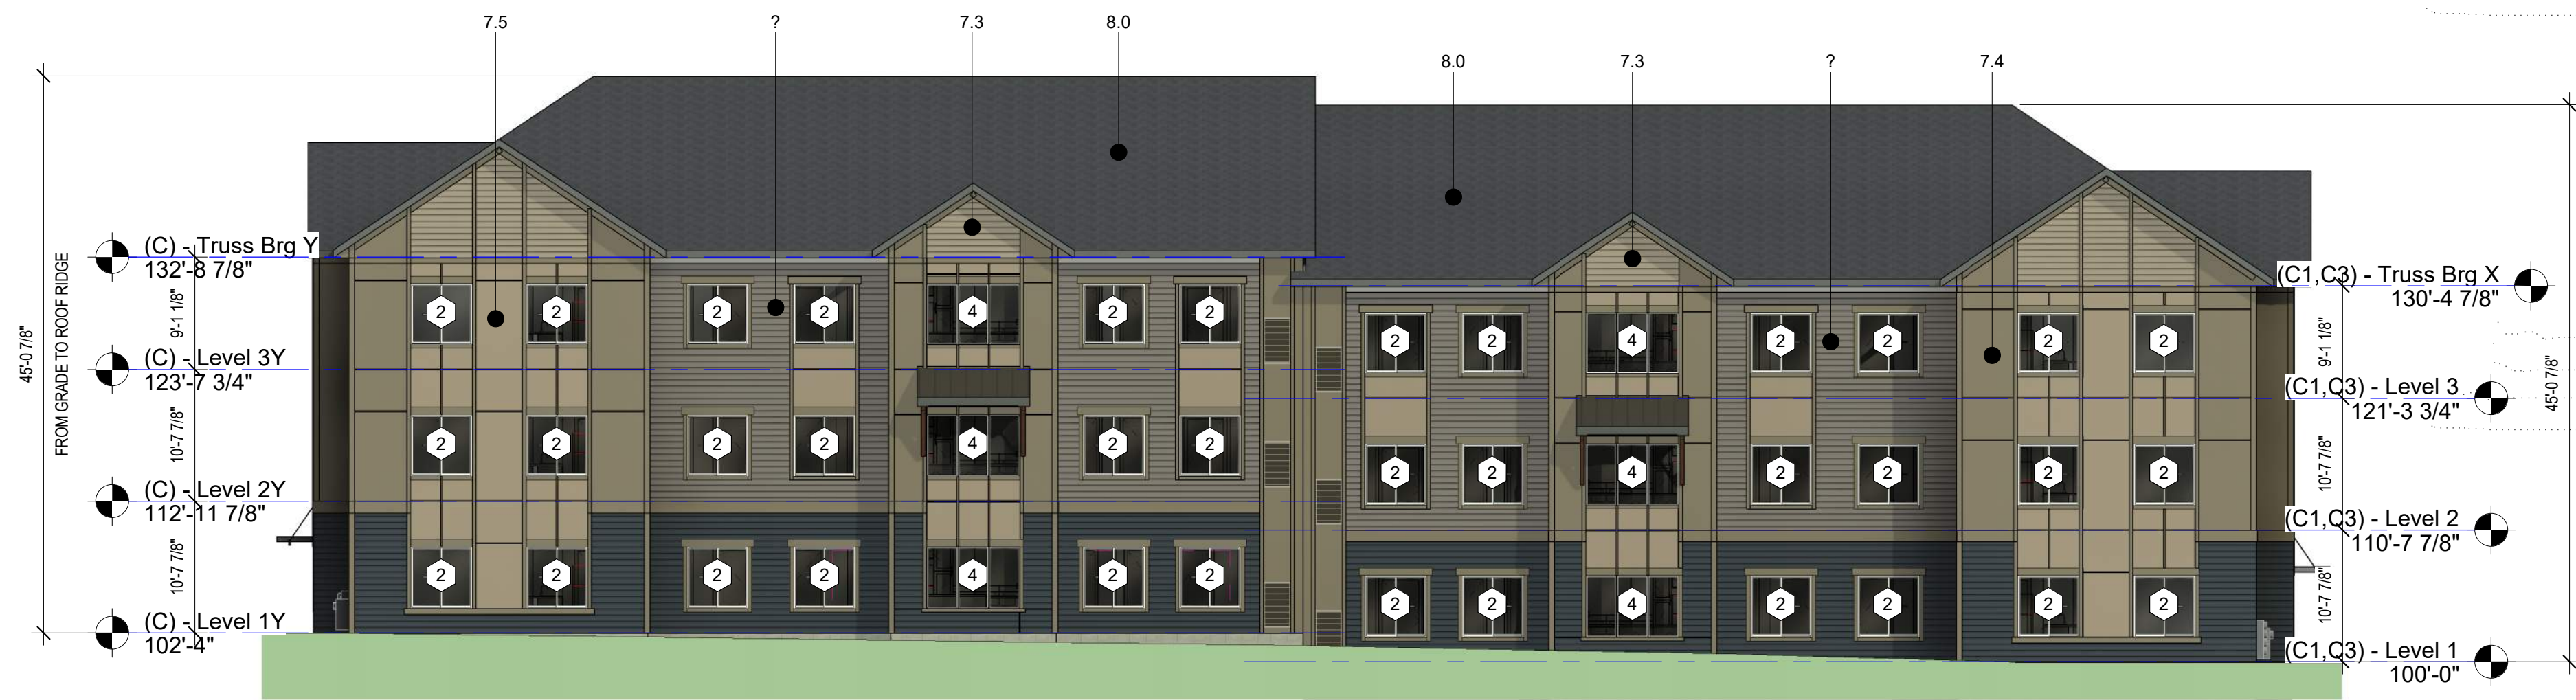 7.5 ? 7.3 8.0
8.0 7.3 ? 7.4
(C) - Truss Brg Y
132'-8 7/8"
(C1,C3) - Truss Brg X
130'-4 7/8"
9'-1 1/8"
2 2 2 2 4 2 2
2 2 4 2 2 2 2
9'-1 1/8"
45'-0 7/8"
FROM GRADE TO ROOF RIDGE
(C) - Level 3Y
123'-7 3/4"
(C1,C3) - Level 3
121'-3 3/4"
45'-0 7/8"
10'-7 7/8"
2 2 2 2 4 2 2
2 2 4 2 2 2 2
10'-7 7/8"
(C) - Level 2Y
112'-11 7/8"
(C1,C3) - Level 2
110'-7 7/8"
10'-7 7/8"
2 2 2 2 4 2 2
2 2 4 2 2 2 2
10'-7 7/8"
(C) - Level 1Y
102'-4"
(C1,C3) - Level 1
100'-0"